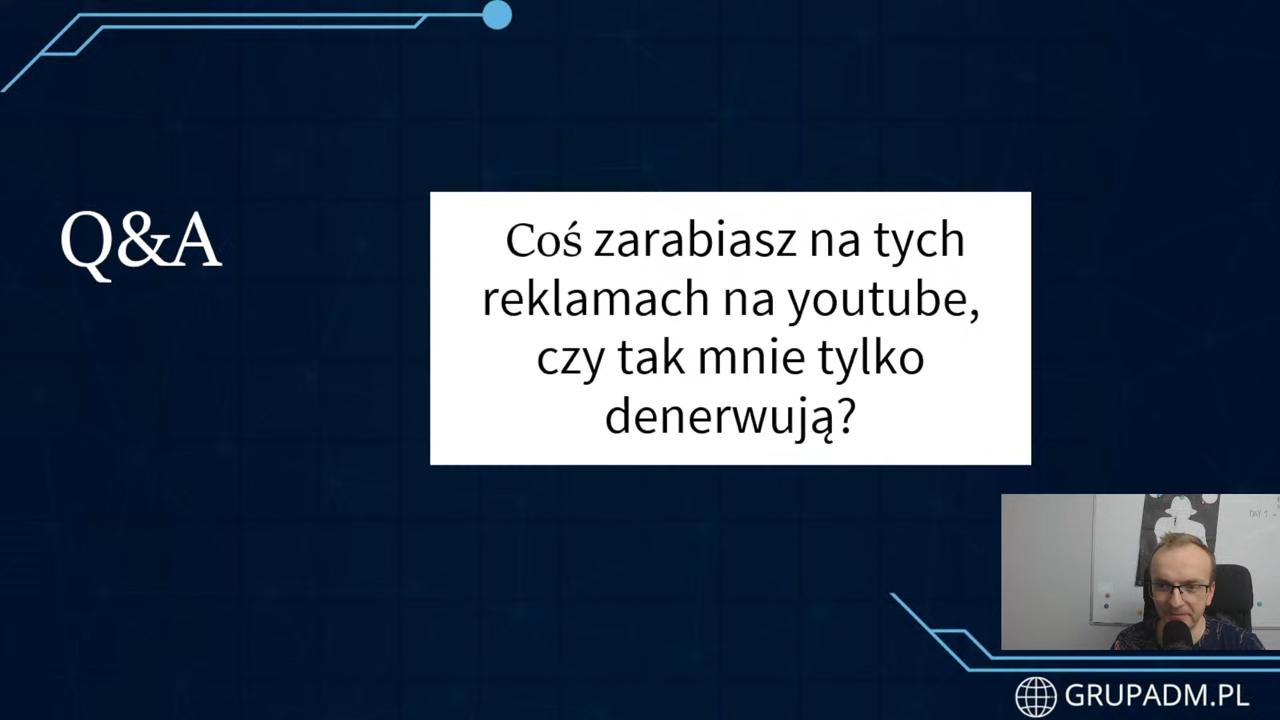 Q&A
Coś zarabiasz na tych
reklamach na youtube,
czy tak mnie tylko
denerwują?
GRUPADM.PL